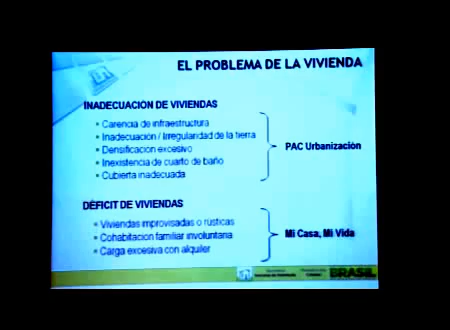 EL PROBLEMA DE LA VIVIENDA
INADECUACION DE VIVIENDAS
Carencia de infraestructura
Inadecuación / Irregularidad de la tierra
Densificación excesivo
Inexistencia de cuarto de baño
Cubierta inadecuada
PAC Urbanización
DÉFICIT DE VIVIENDAS
Viviendas improvisadas o rústicas
Cohabitacion familiar involuntaria
Carga excesiva con alquiler
Mi Casa, Mi Vida
BRASIL